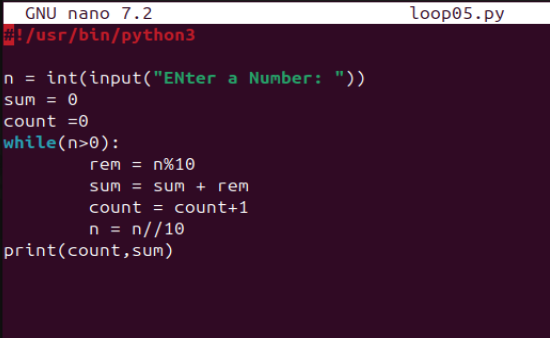 GNU nano 7.2 loop05.py
#!/usr/bin/python3
n = int(input("ENter a Number: "))
sum = 0
count =0
while(n>0):
        rem = n%10
        sum = sum + rem
        count = count+1
        n = n//10
print(count,sum)